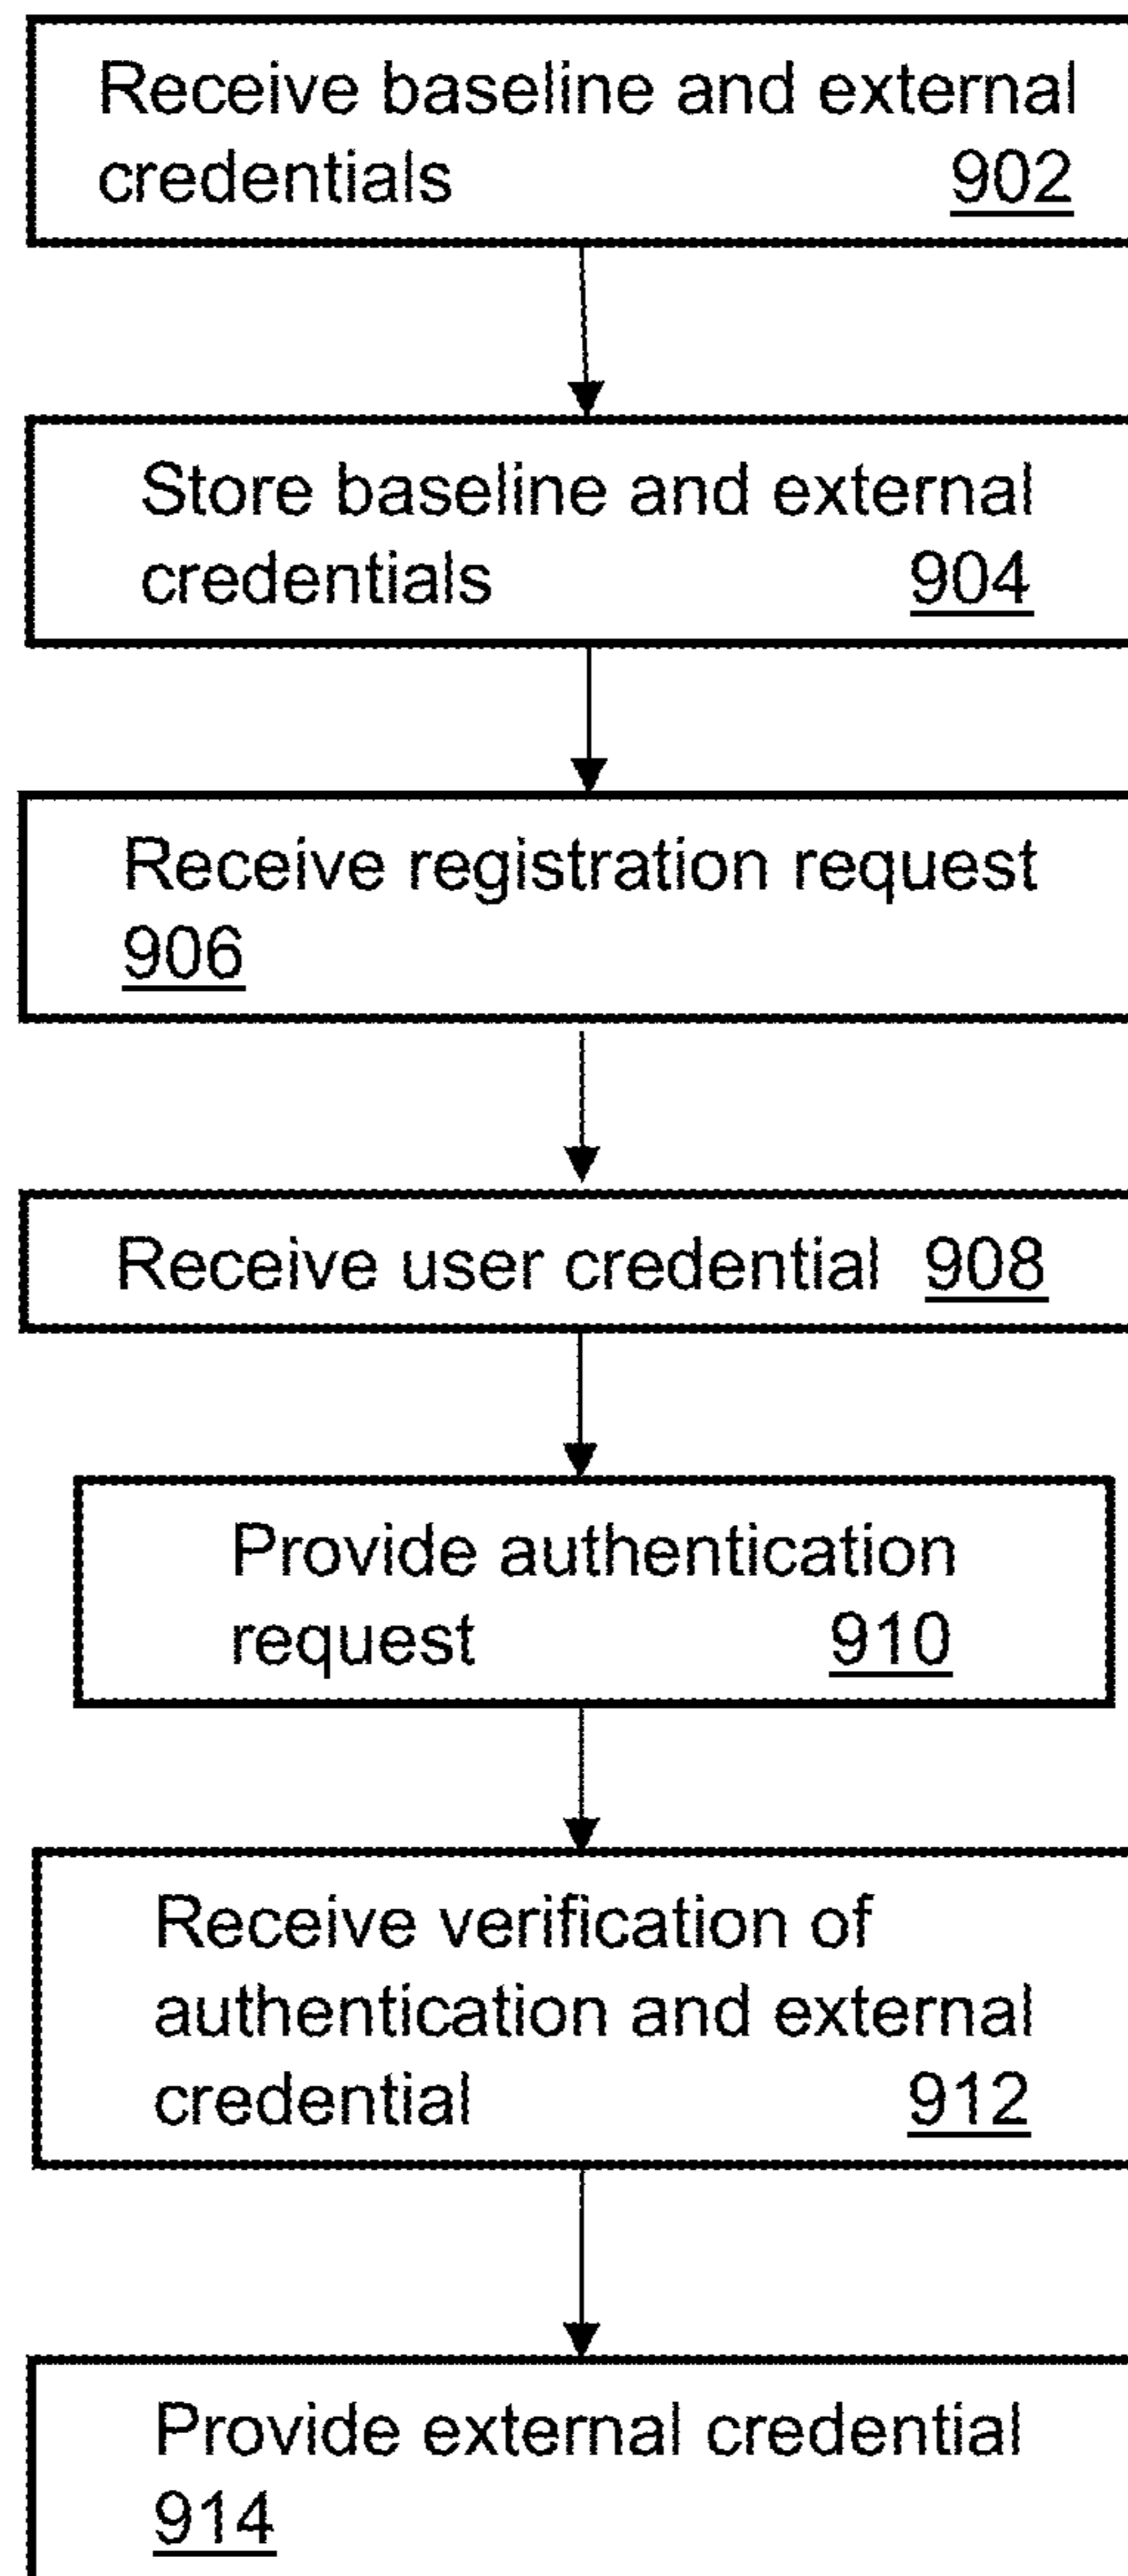 Receive baseline and external
credentials 902
Store baseline and external
credentials 904
Receive registration request
906
Receive user credential 908
Provide authentication
request 910
Receive verification of
authentication and external
credential 912
Provide external credential
914